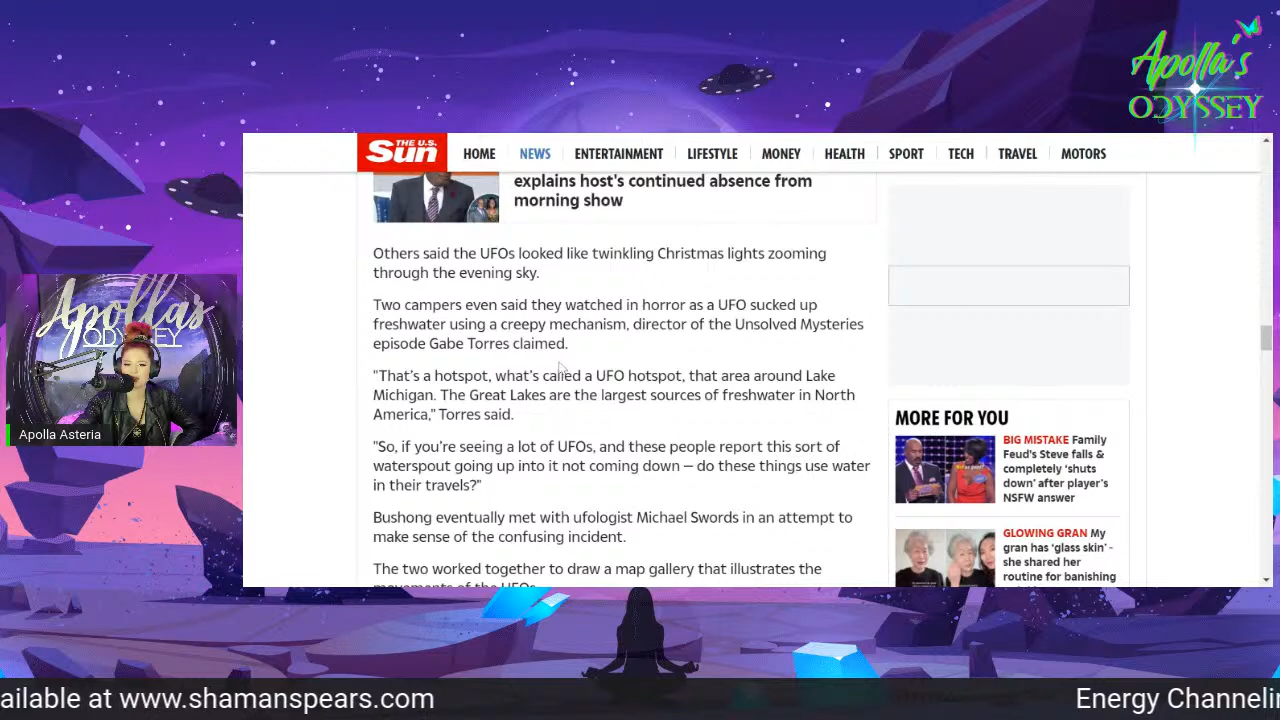 Apolla's
ODYSSEY
THE U.S.
Sun
HOME NEWS ENTERTAINMENT LIFESTYLE MONEY HEALTH SPORT TECH TRAVEL MOTORS
explains host's continued absence from
morning show
Others said the UFOs looked like twinkling Christmas lights zooming
through the evening sky.
Two campers even said they watched in horror as a UFO sucked up
freshwater using a creepy mechanism, director of the Unsolved Mysteries
episode Gabe Torres claimed.
"That's a hotspot, what's called a UFO hotspot, that area around Lake
Michigan. The Great Lakes are the largest sources of freshwater in North
America," Torres said.
"So, if you're seeing a lot of UFOs, and these people report this sort of
waterspout going up into it not coming down – do these things use water
in their travels?"
Bushong eventually met with ufologist Michael Swords in an attempt to
make sense of the confusing incident.
The two worked together to draw a map gallery that illustrates the
movements of the UFOs
MORE FOR YOU
BIG MISTAKE Family
Feud's Steve falls &
completely 'shuts
down' after player's
NSFW answer
GLOWING GRAN My
gran has 'glass skin' -
she shared her
routine for banishing
Apollas
ODYSSEY
Apolla Asteria
ailable at www.shamanspears.com
Energy Channelin